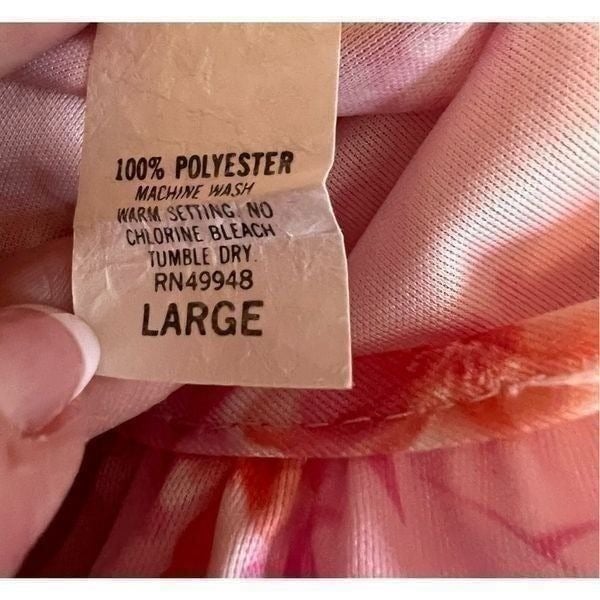 100% POLYESTER
MACHINE WASH
WARM SETTING. NO
CHLORINE BLEACH
TUMBLE DRY.
RN49948
LARGE